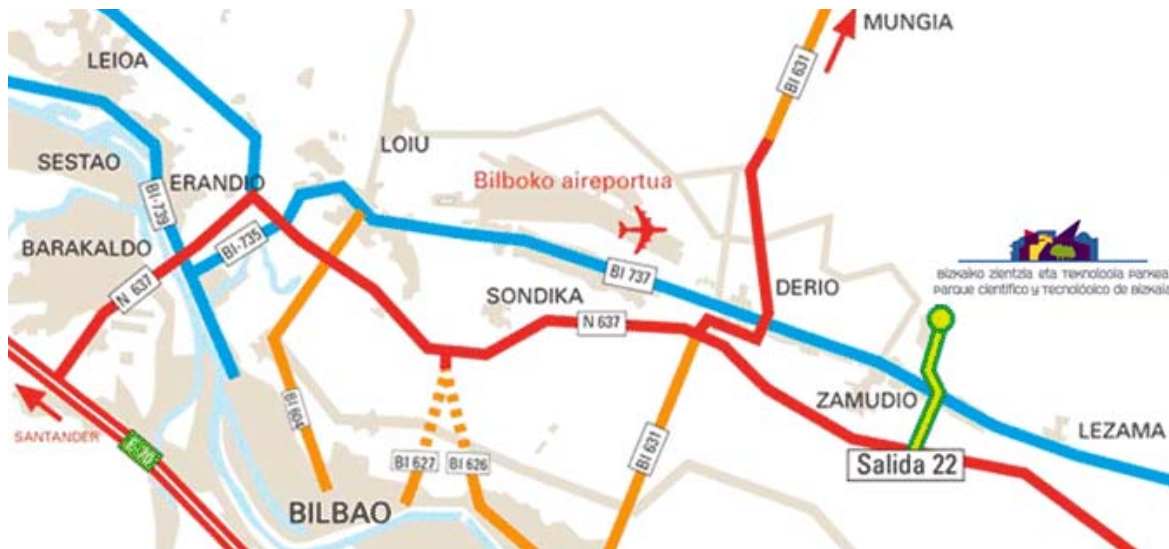 MUNGIA
LEIOA
BI 631
LOIU
SESTAO
ERANDIO
Bilboko aireportua
BI-739
BARAKALDO
BI-735
BI 737
DERIO
Bizkaiko zientzia eta teknologia parkea
Parque científico y tecnológico de Bizkaia
N 637
SONDIKA
N 637
ZAMUDIO
LEZAMA
SANTANDER
E-70
BI 604
BI 627
BI 626
BI 631
Salida 22
BILBAO